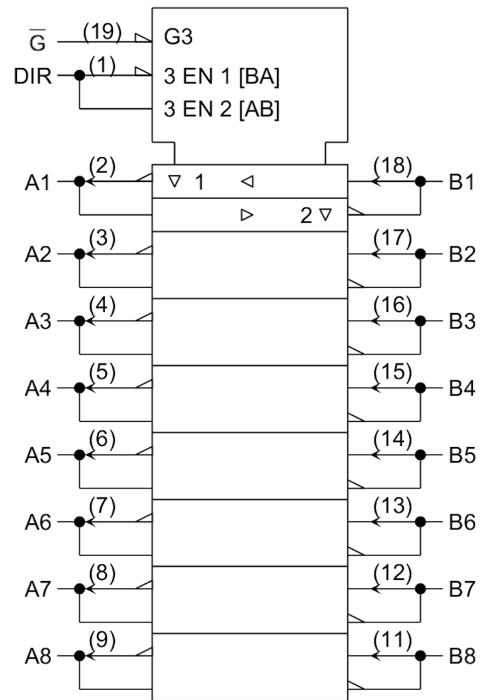 G̅ (19) G3
DIR (1) 3 EN 1 [BA]
3 EN 2 [AB]
A1 (2) ▽ 1 ◁ (18) B1
▷ 2 ▽
A2 (3) (17) B2
A3 (4) (16) B3
A4 (5) (15) B4
A5 (6) (14) B5
A6 (7) (13) B6
A7 (8) (12) B7
A8 (9) (11) B8